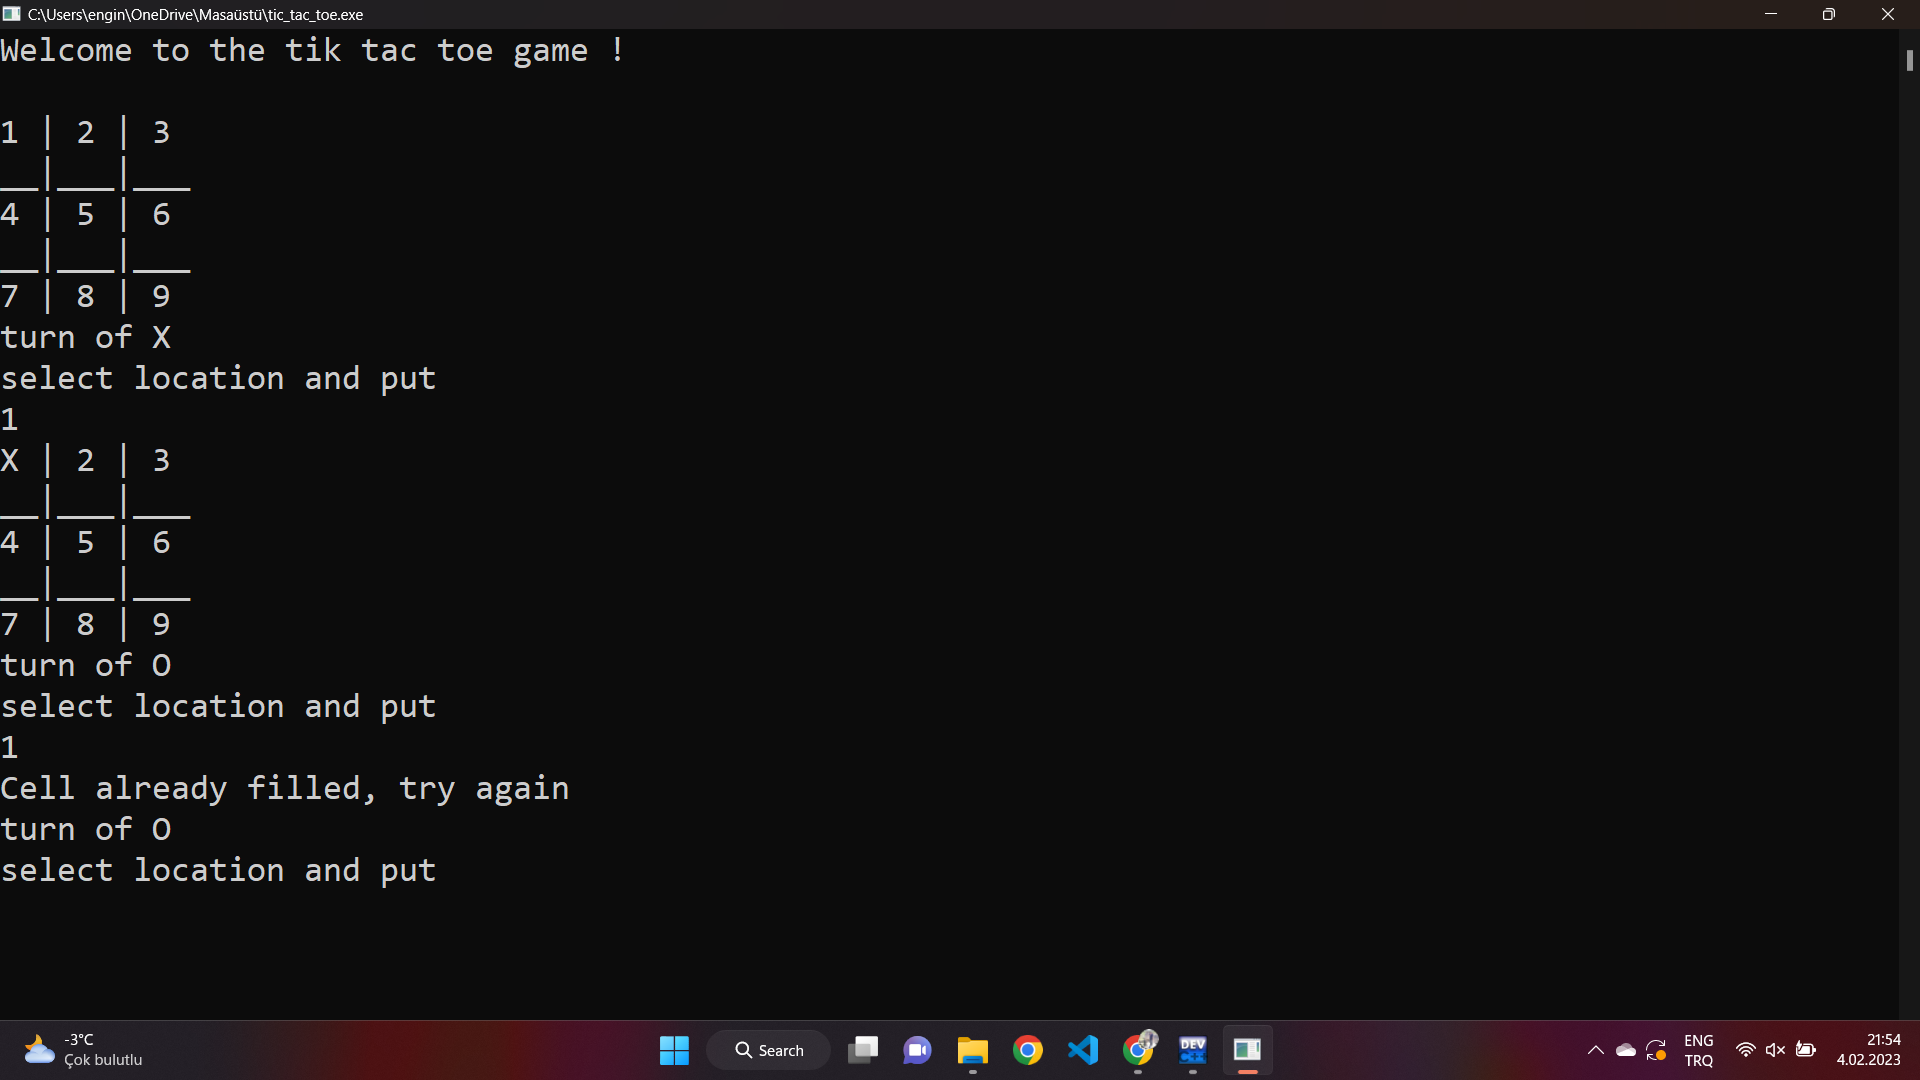 C:\Users\engin\OneDrive\Masaüstü\tic_tac_toe.exe
Welcome to the tik tac toe game !
1 | 2 | 3
__|___|___
4 | 5 | 6
__|___|___
7 | 8 | 9
turn of X
select location and put
1
X | 2 | 3
__|___|___
4 | 5 | 6
__|___|___
7 | 8 | 9
turn of O
select location and put
1
Cell already filled, try again
turn of O
select location and put
-3°C
Çok bulutlu
Search
DEV
C++
ENG
TRQ
21:54
4.02.2023